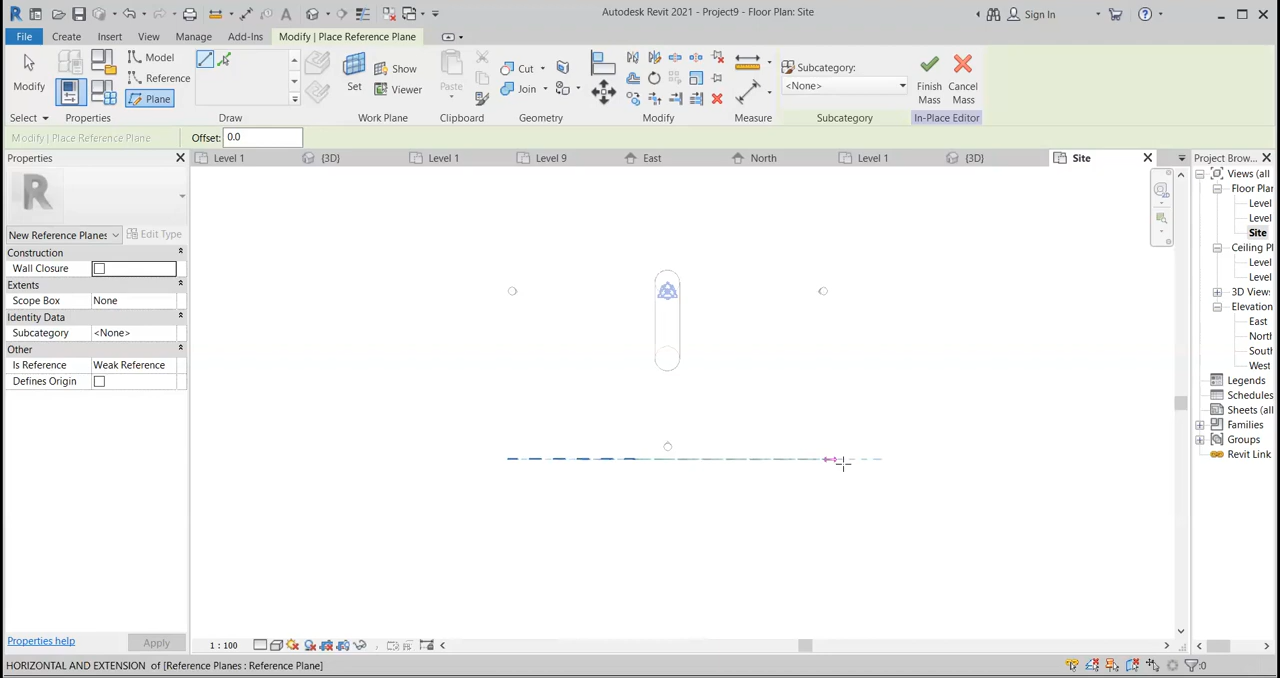 Autodesk Revit 2021 - Project9 - Floor Plan: Site
Sign In
File Create Insert View Manage Add-Ins Modify | Place Reference Plane
Modify
Model
Reference
Plane
Set
Show
Viewer
Paste
Cut
Join
Subcategory:
<None>
Finish Mass
Cancel Mass
Select Properties Draw Work Plane Clipboard Geometry Modify Measure Subcategory In-Place Editor
Modify | Place Reference Plane Offset: 0.0
Properties
Level 1 {3D} Level 1 Level 9 East North Level 1 {3D} Site
Project Brow...
New Reference Planes Edit Type
Construction
Wall Closure
Extents
Scope Box None
Identity Data
Subcategory <None>
Other
Is Reference Weak Reference
Defines Origin
Properties help Apply
Views (all
Floor Plan
Level
Level
Site
Ceiling Pl
Level
Level
3D Views
Elevation
East
North
South
West
Legends
Schedules
Sheets (all
Families
Groups
Revit Link
1 : 100
HORIZONTAL AND EXTENSION of [Reference Planes : Reference Plane]
:0